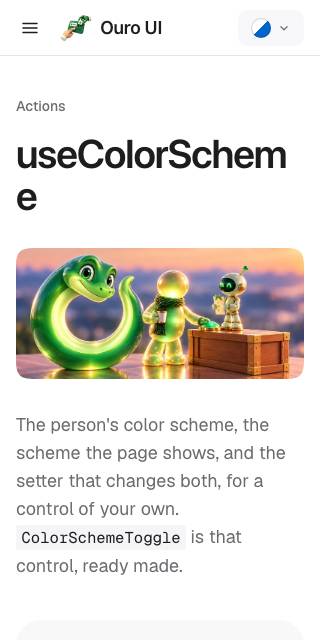 Ouro UI
Actions
useColorSchem
e
The person's color scheme, the
scheme the page shows, and the
setter that changes both, for a
control of your own.
ColorSchemeToggle is that
control, ready made.